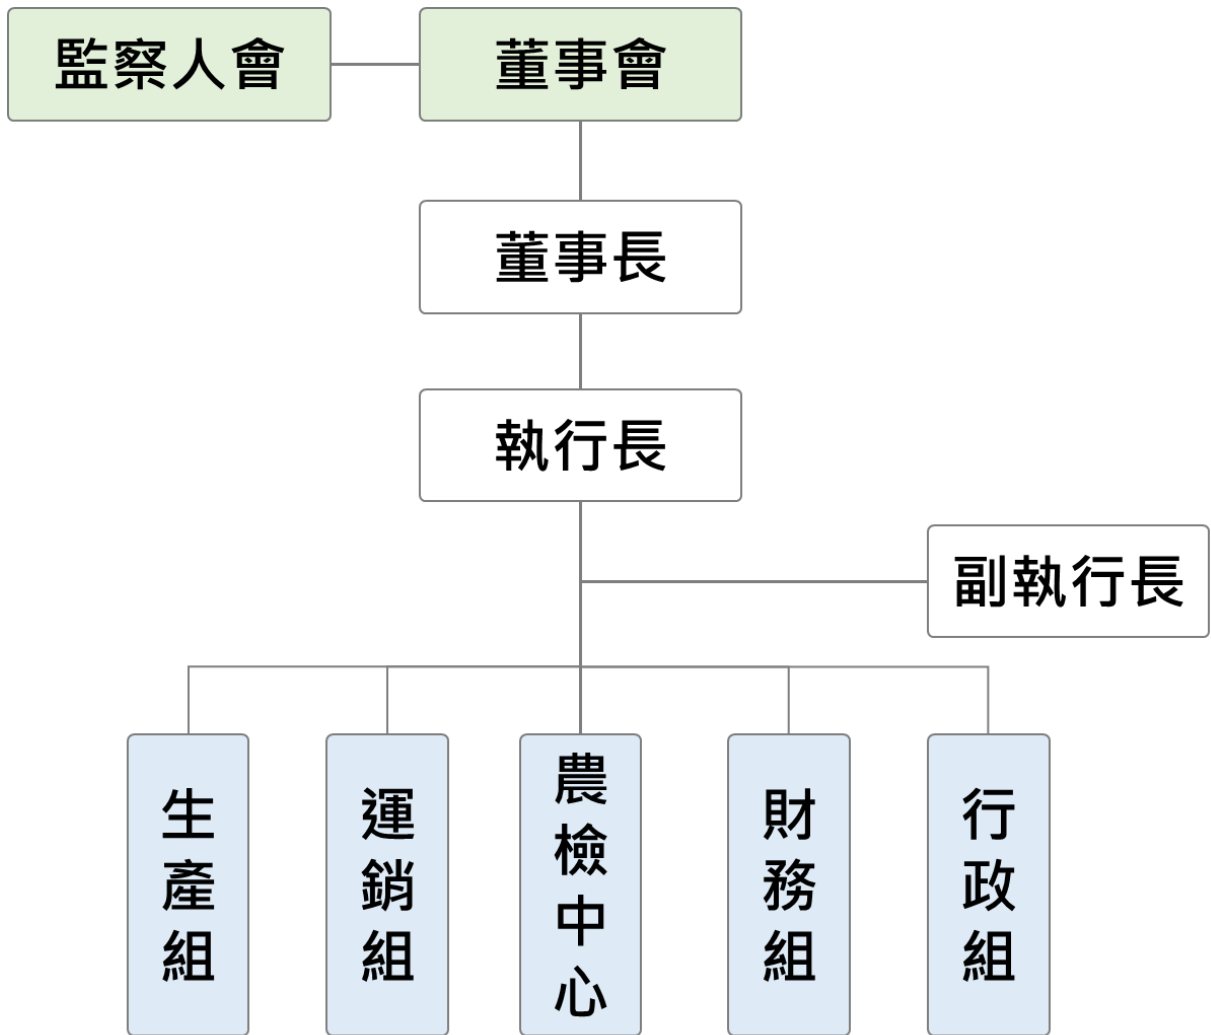 監察人會
董事會
董事長
執行長
副執行長
生產組
運銷組
農檢中心
財務組
行政組